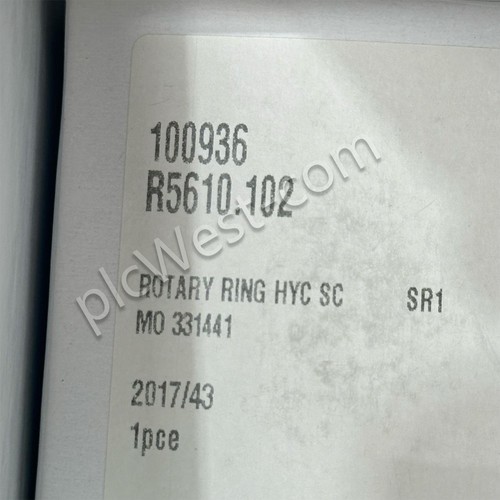 100936
R5610.102
ROTARY RING HYC SC SR1
MO 331441
2017/43
1pce
plcWest.com